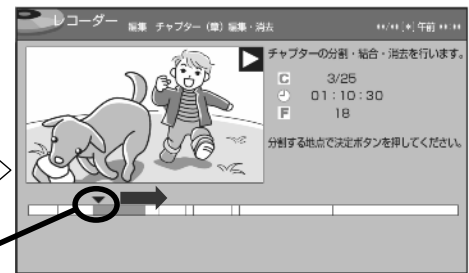 レコーダー 編集 チャプター（章）編集・消去 **/** [*] 午前 **:**
チャプターの分割・結合・消去を行います。
C 3/25
01:10:30
F 18
分割する地点で決定ボタンを押してください。